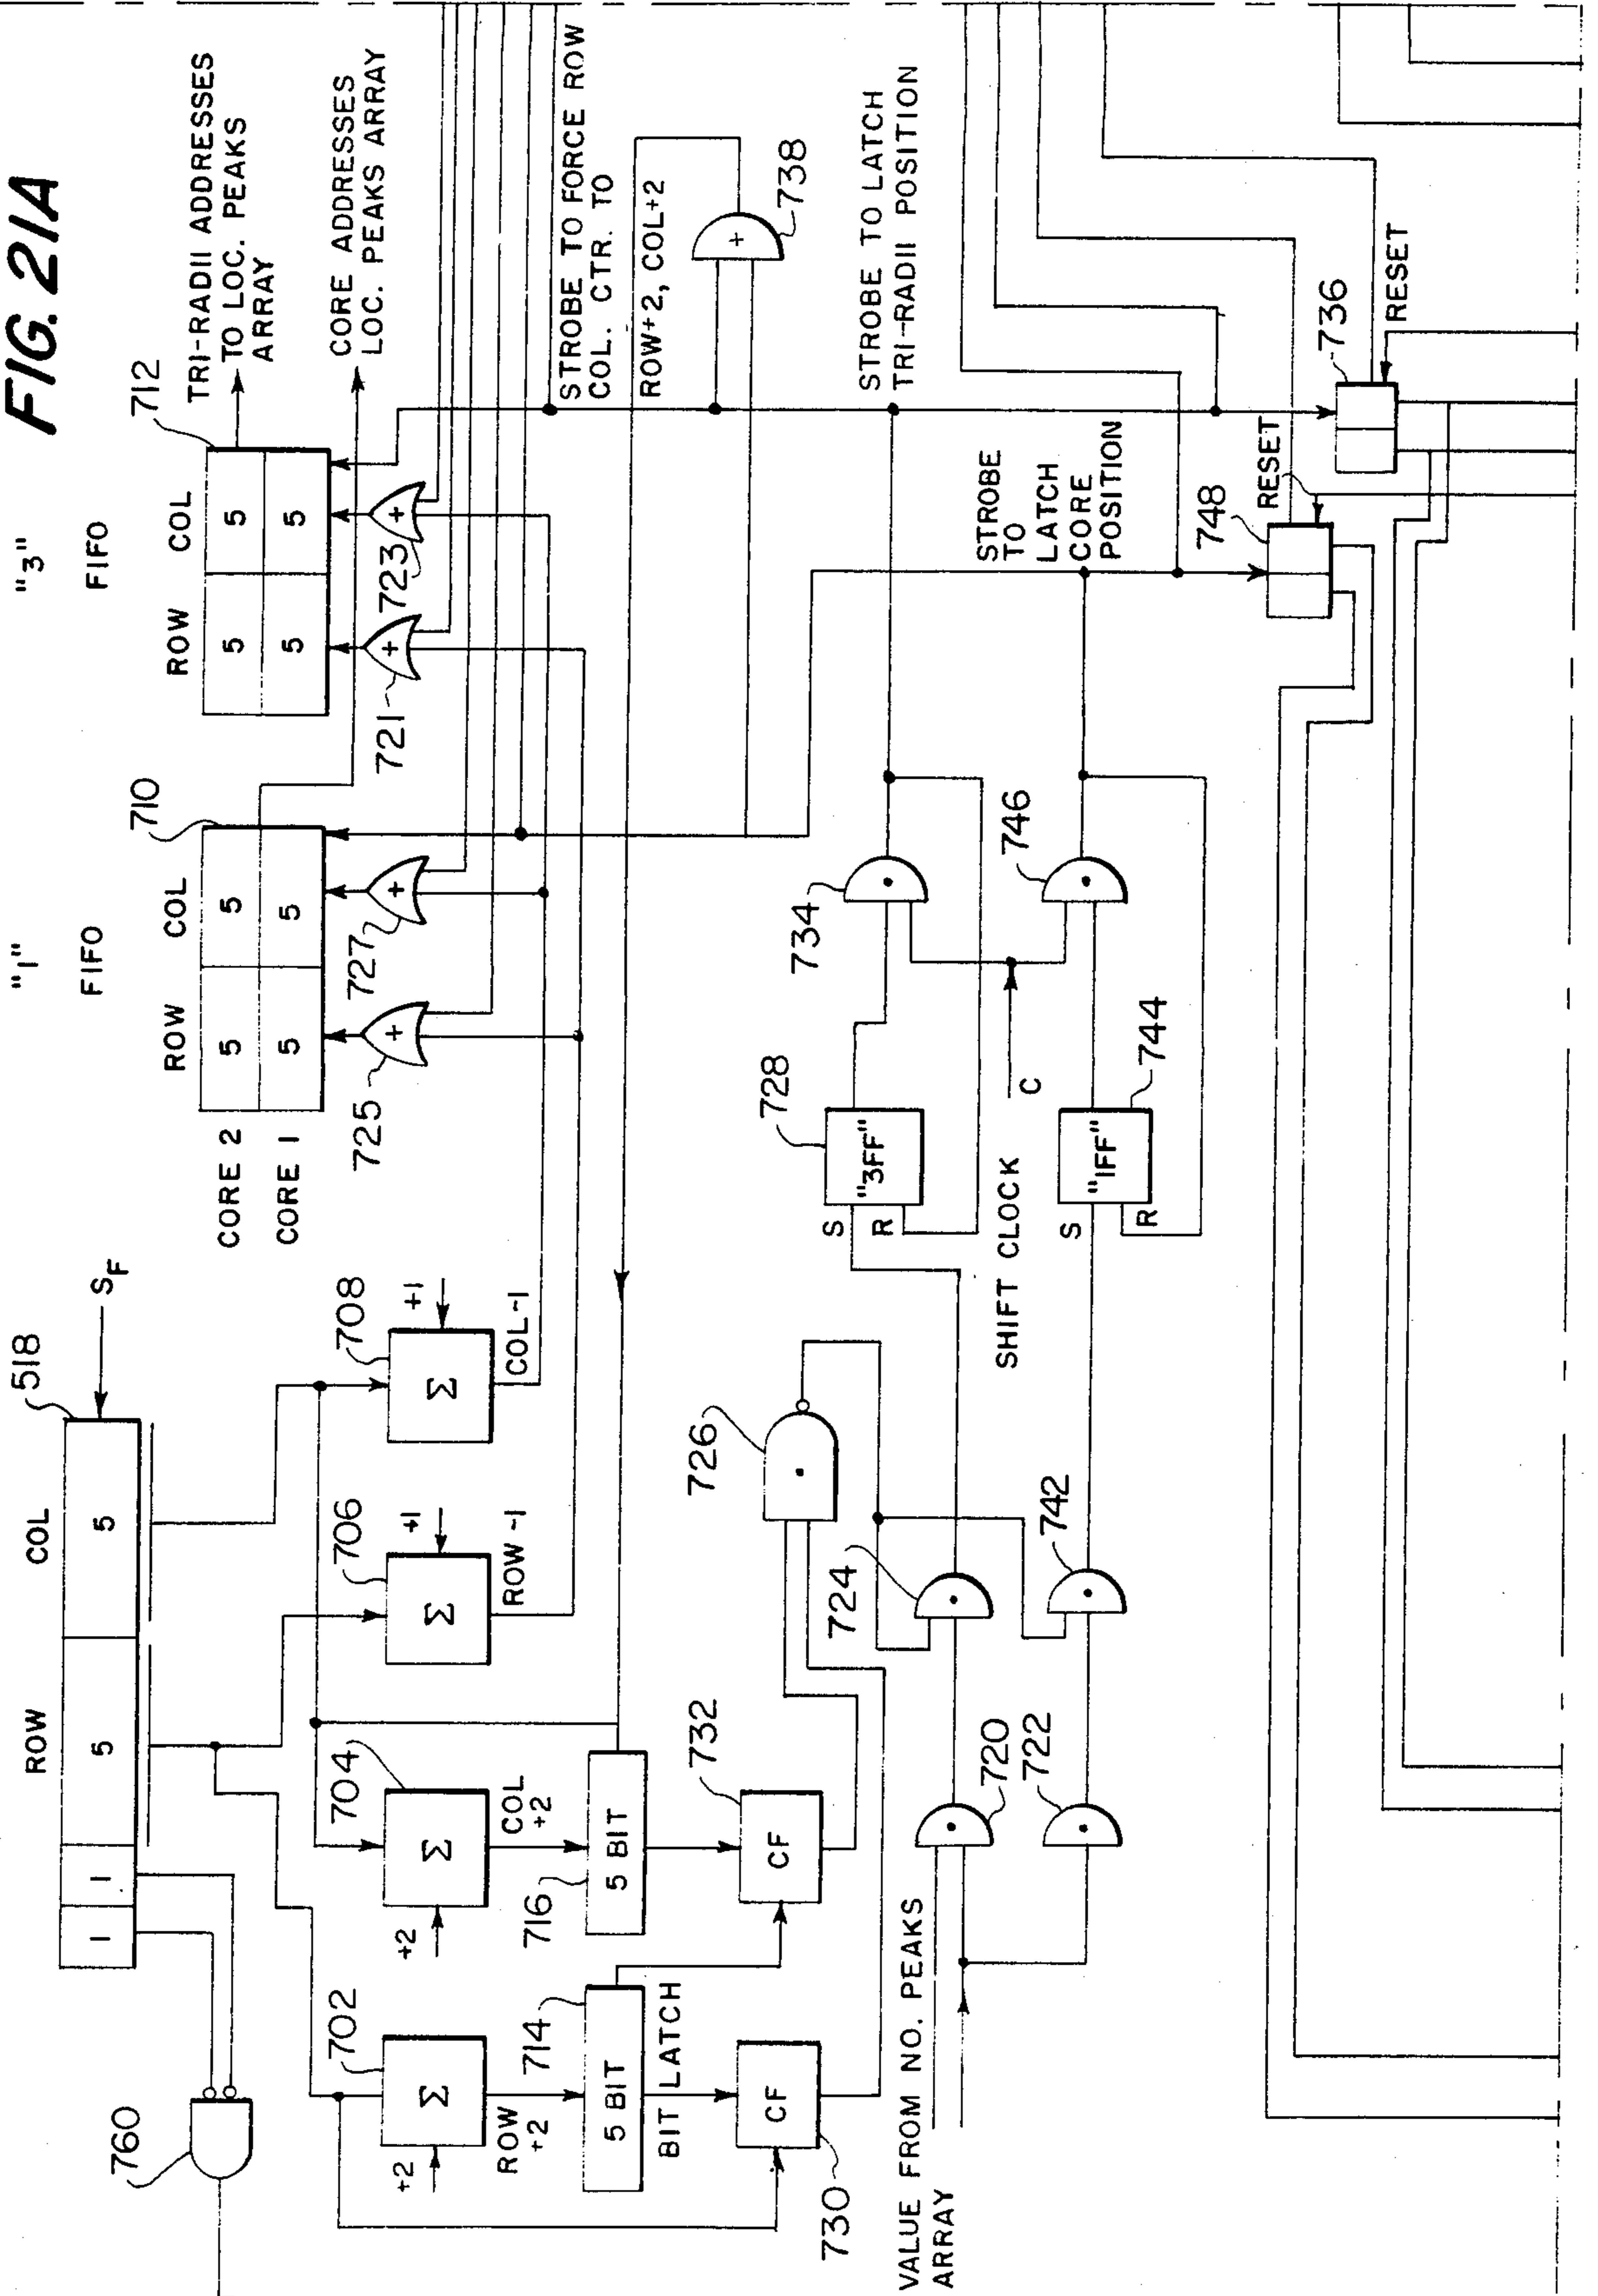 FIG. 21A
"1"
"3"
FIFO
FIFO
ROW
COL
ROW
COL
ROW
COL
518
SF
1
1
5
5
760
710
712
CORE 2
CORE 1
5
5
5
5
5
5
5
5
TRI-RADII ADDRESSES
TO LOC. PEAKS
ARRAY
CORE ADDRESSES
LOC. PEAKS ARRAY
725
727
721
723
+
+
+
+
702
704
706
708
+2
Σ
+2
Σ
Σ
+1
Σ
+1
ROW
+2
COL
+2
ROW -1
COL -1
STROBE TO FORCE ROW
COL. CTR. TO
ROW+2, COL+2
714
716
5 BIT
5 BIT
BIT LATCH
738
+
730
732
CF
CF
726
VALUE FROM NO. PEAKS
ARRAY
720
722
724
742
728
"3FF"
S
R
734
STROBE TO LATCH
TRI-RADII POSITION
SHIFT CLOCK
C
744
"1FF"
S
R
746
STROBE
TO
LATCH
CORE
POSITION
748
RESET
736
RESET